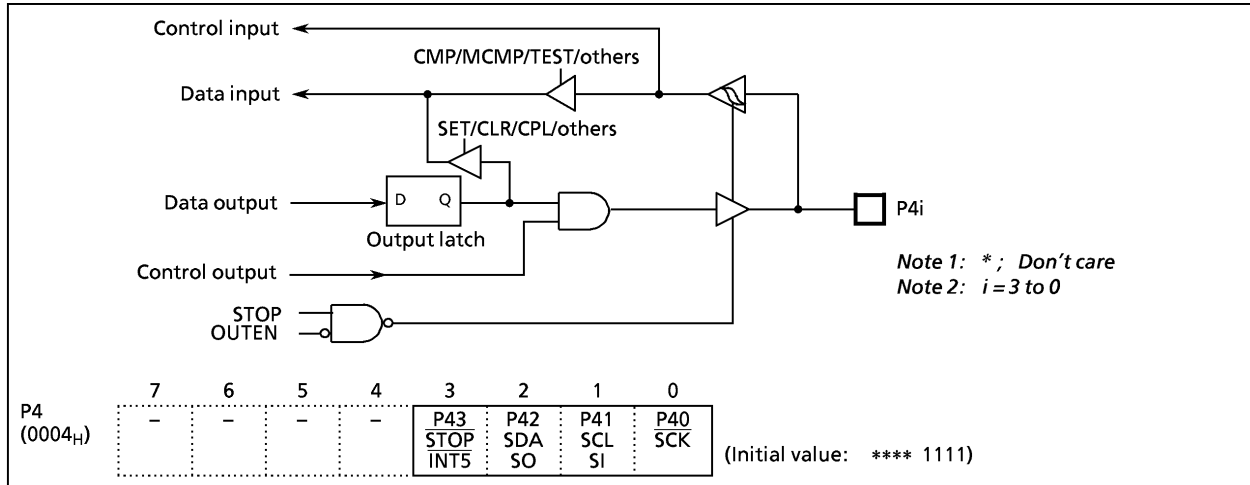 Control input
CMP/MCMP/TEST/others
Data input
SET/CLR/CPL/others
Data output
D Q
P4i
Output latch
Note 1: * ; Don't care
Control output
Note 2: i = 3 to 0
STOP
OUTEN
7 6 5 4 3 2 1 0
P4
(0004H)
– – – – P43 P42 P41 P40
STOP SDA SCL SCK
INT5 SO SI
(Initial value: **** 1111)